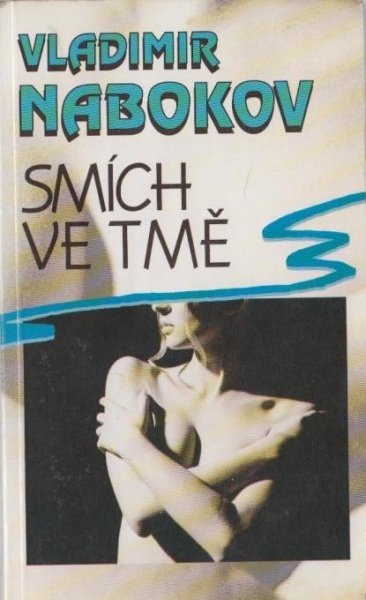 VLADIMIR
NABOKOV
SMÍCH
VE TMĚ